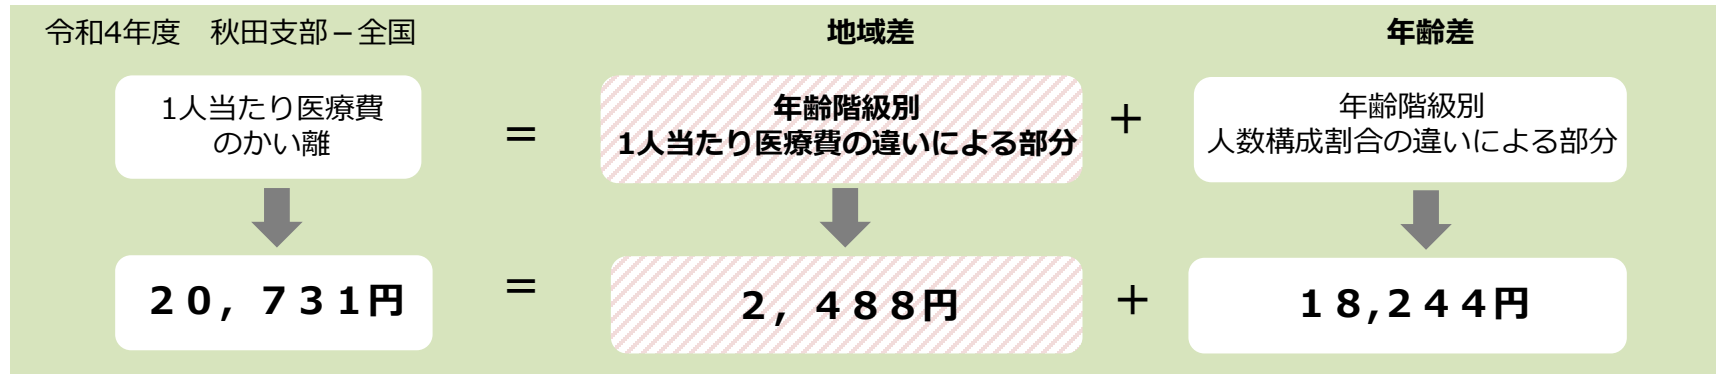 令和4年度　秋田支部－全国
地域差
年齢差
1人当たり医療費
のかい離
＝
年齢階級別
1人当たり医療費の違いによる部分
＋
年齢階級別
人数構成割合の違いによる部分
２０，７３１円
＝
２，４８８円
＋
１８,２４４円